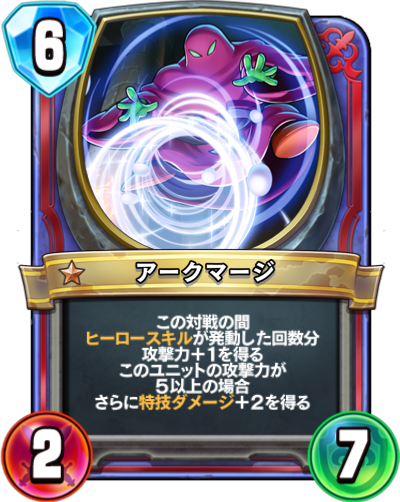 6
アークマージ
この対戦の間
ヒーロースキルが発動した回数分
攻撃力+1を得る
このユニットの攻撃力が
５以上の場合
さらに特技ダメージ+２を得る
2
7